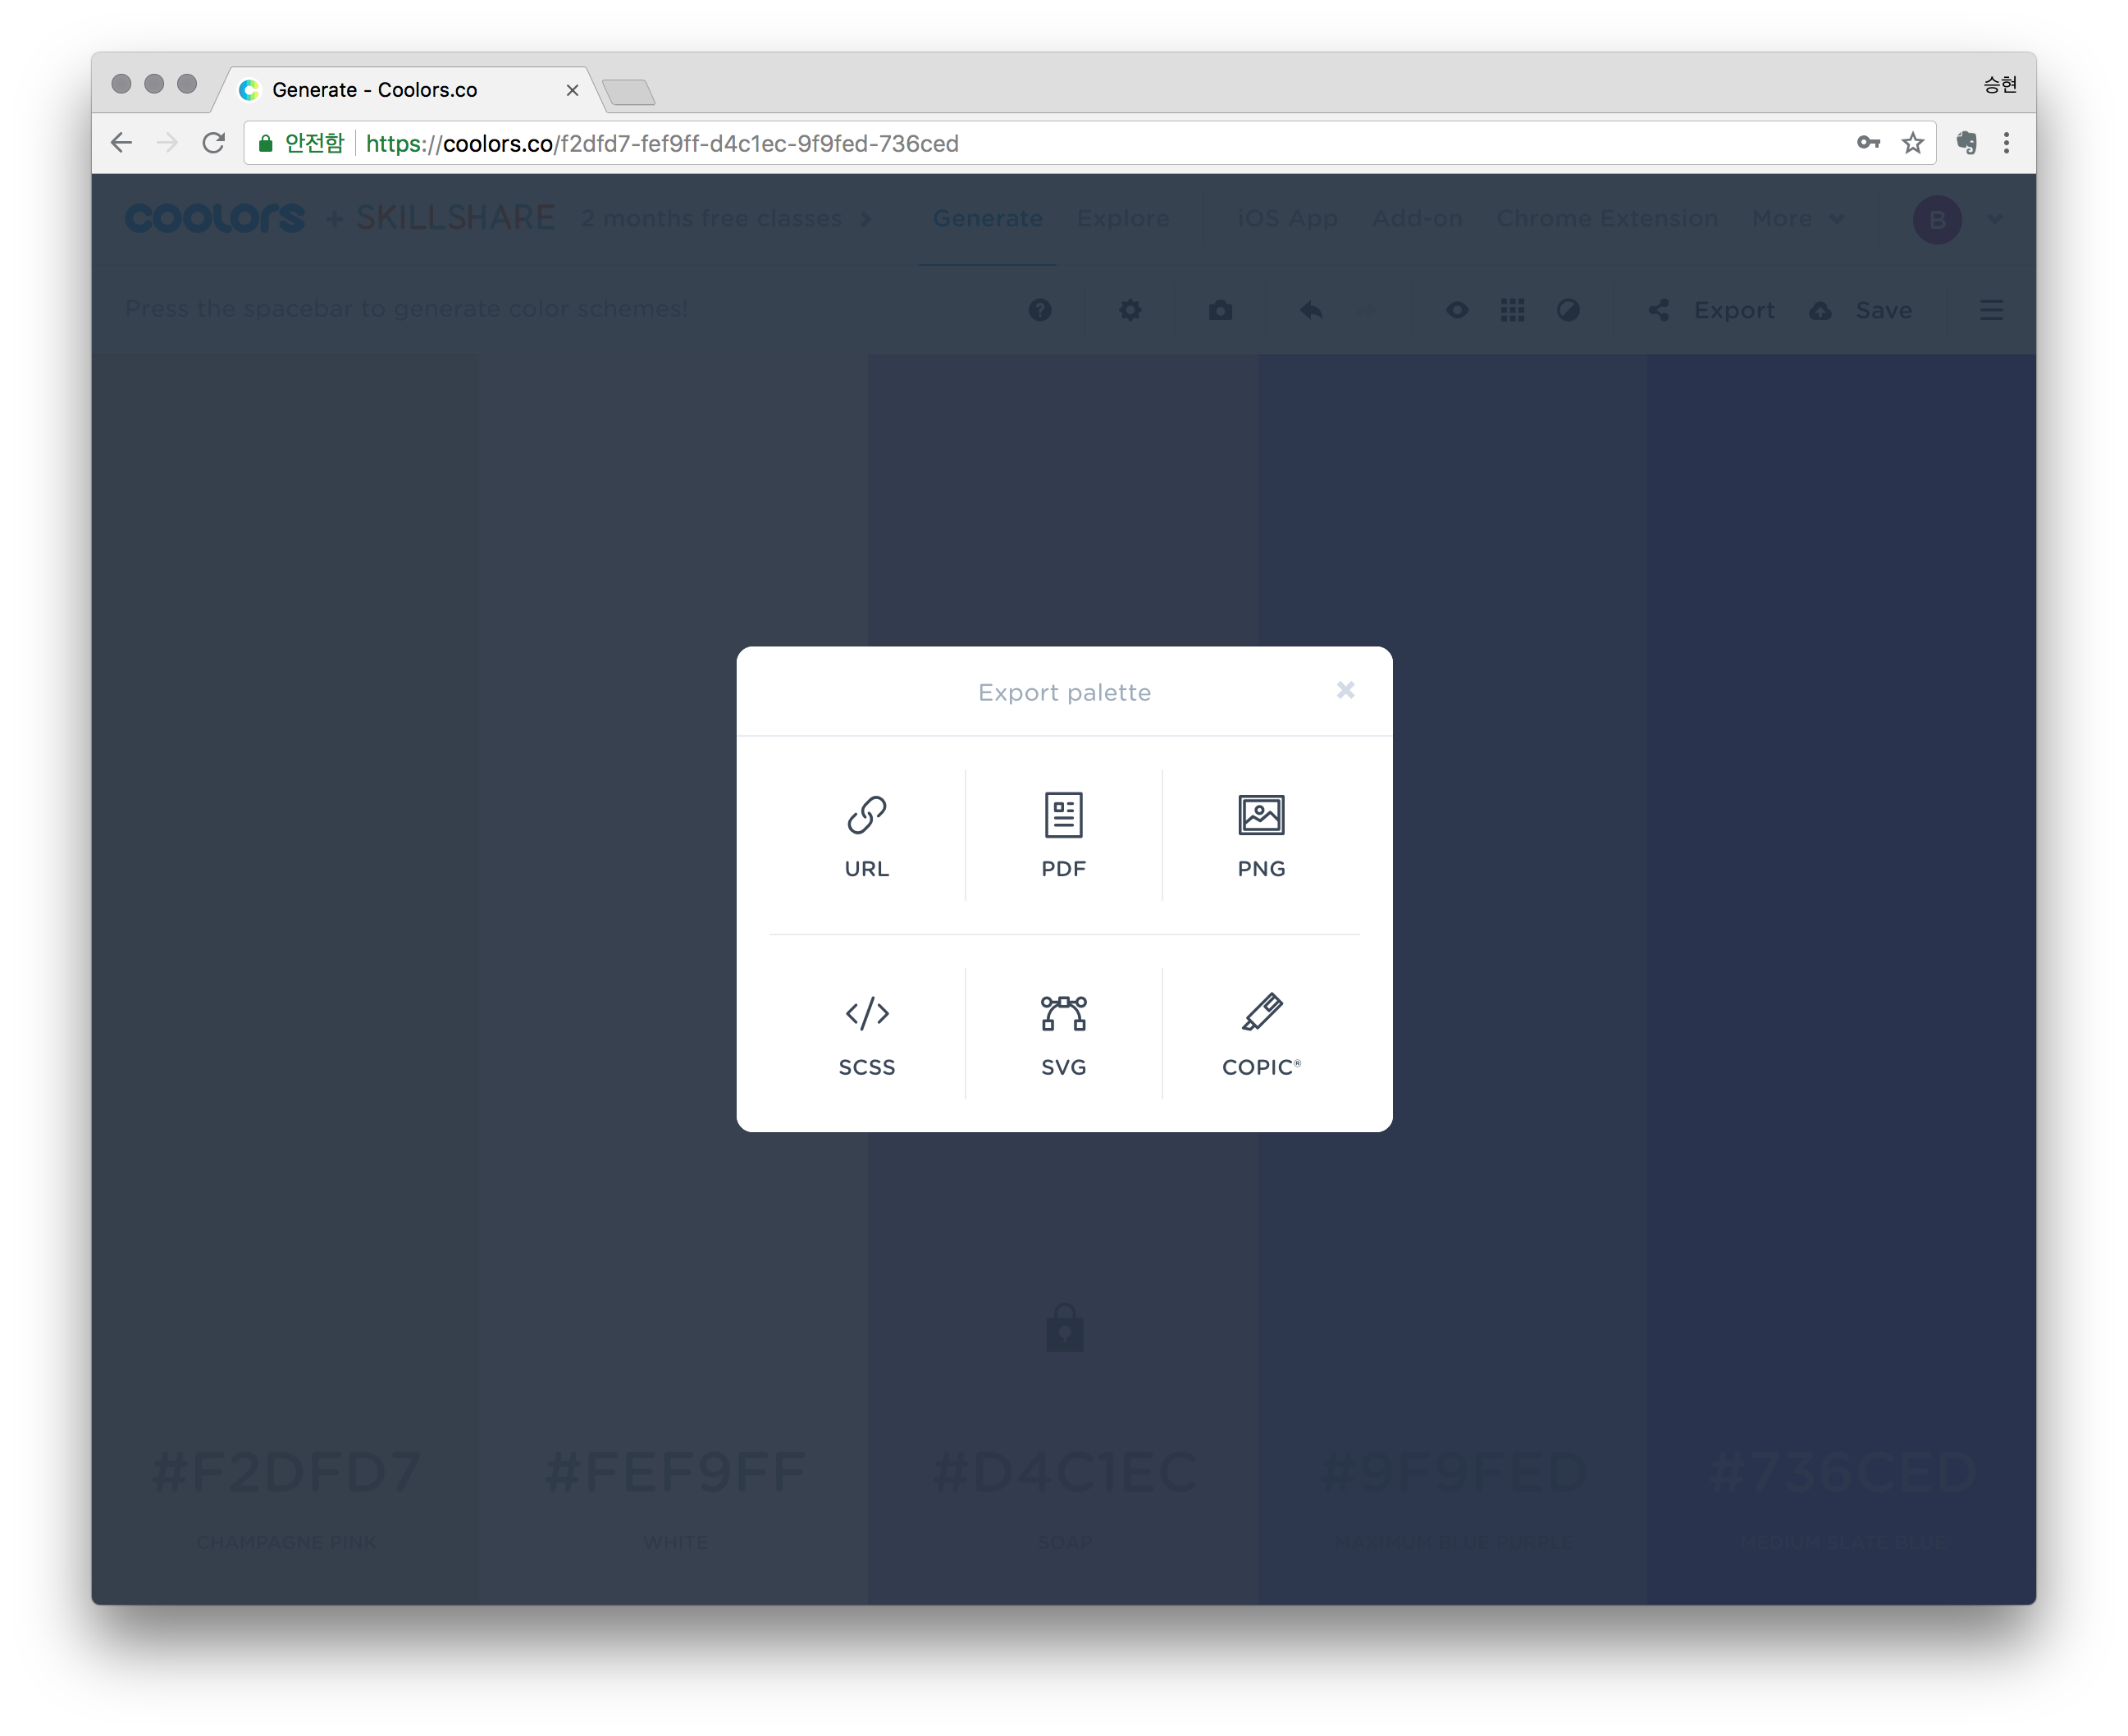 Generate - Coolors.co
승현
안전함 https://coolors.co/f2dfd7-fef9ff-d4c1ec-9f9fed-736ced
coolors + SKILLSHARE 2 months free classes Generate Explore iOS App Add-on Chrome Extension More B
Press the spacebar to generate color schemes! Export Save
Export palette
URL PDF PNG
SCSS SVG COPIC®
#F2DFD7 #FEF9FF #D4C1EC #9F9FED #736CED
CHAMPAGNE PINK WHITE SOAP MAXIMUM BLUE PURPLE MEDIUM SLATE BLUE